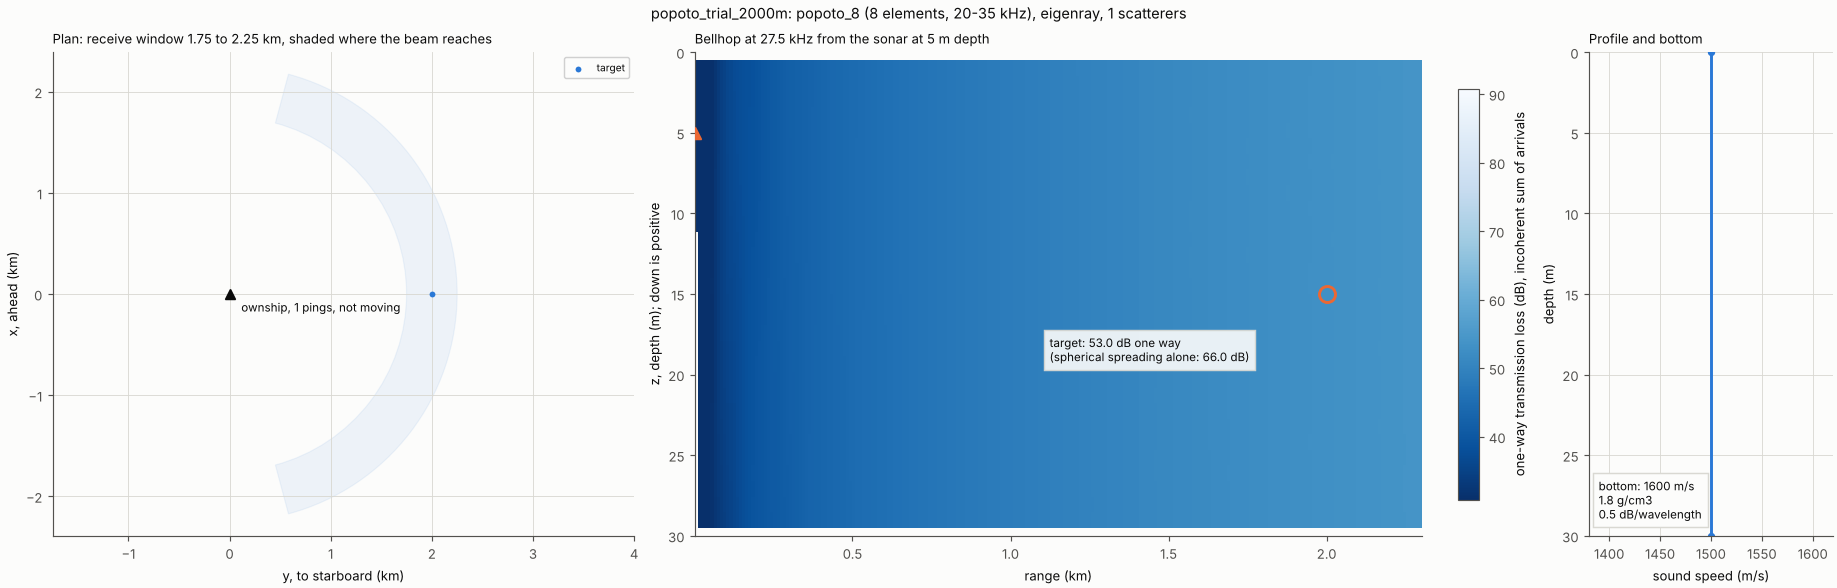 popoto_trial_2000m: popoto_8 (8 elements, 20-35 kHz), eigenray, 1 scatterers
Plan: receive window 1.75 to 2.25 km, shaded where the beam reaches
target
2
1
0
−1
−2
x, ahead (km)
ownship, 1 pings, not moving
−1
0
1
2
3
4
y, to starboard (km)
Bellhop at 27.5 kHz from the sonar at 5 m depth
0
5
10
15
20
25
30
z, depth (m); down is positive
target: 53.0 dB one way
(spherical spreading alone: 66.0 dB)
0.5
1.0
1.5
2.0
range (km)
90
80
70
60
50
40
one-way transmission loss (dB), incoherent sum of arrivals
Profile and bottom
0
5
10
15
20
25
30
depth (m)
bottom: 1600 m/s
1.8 g/cm3
0.5 dB/wavelength
1400
1450
1500
1550
1600
sound speed (m/s)